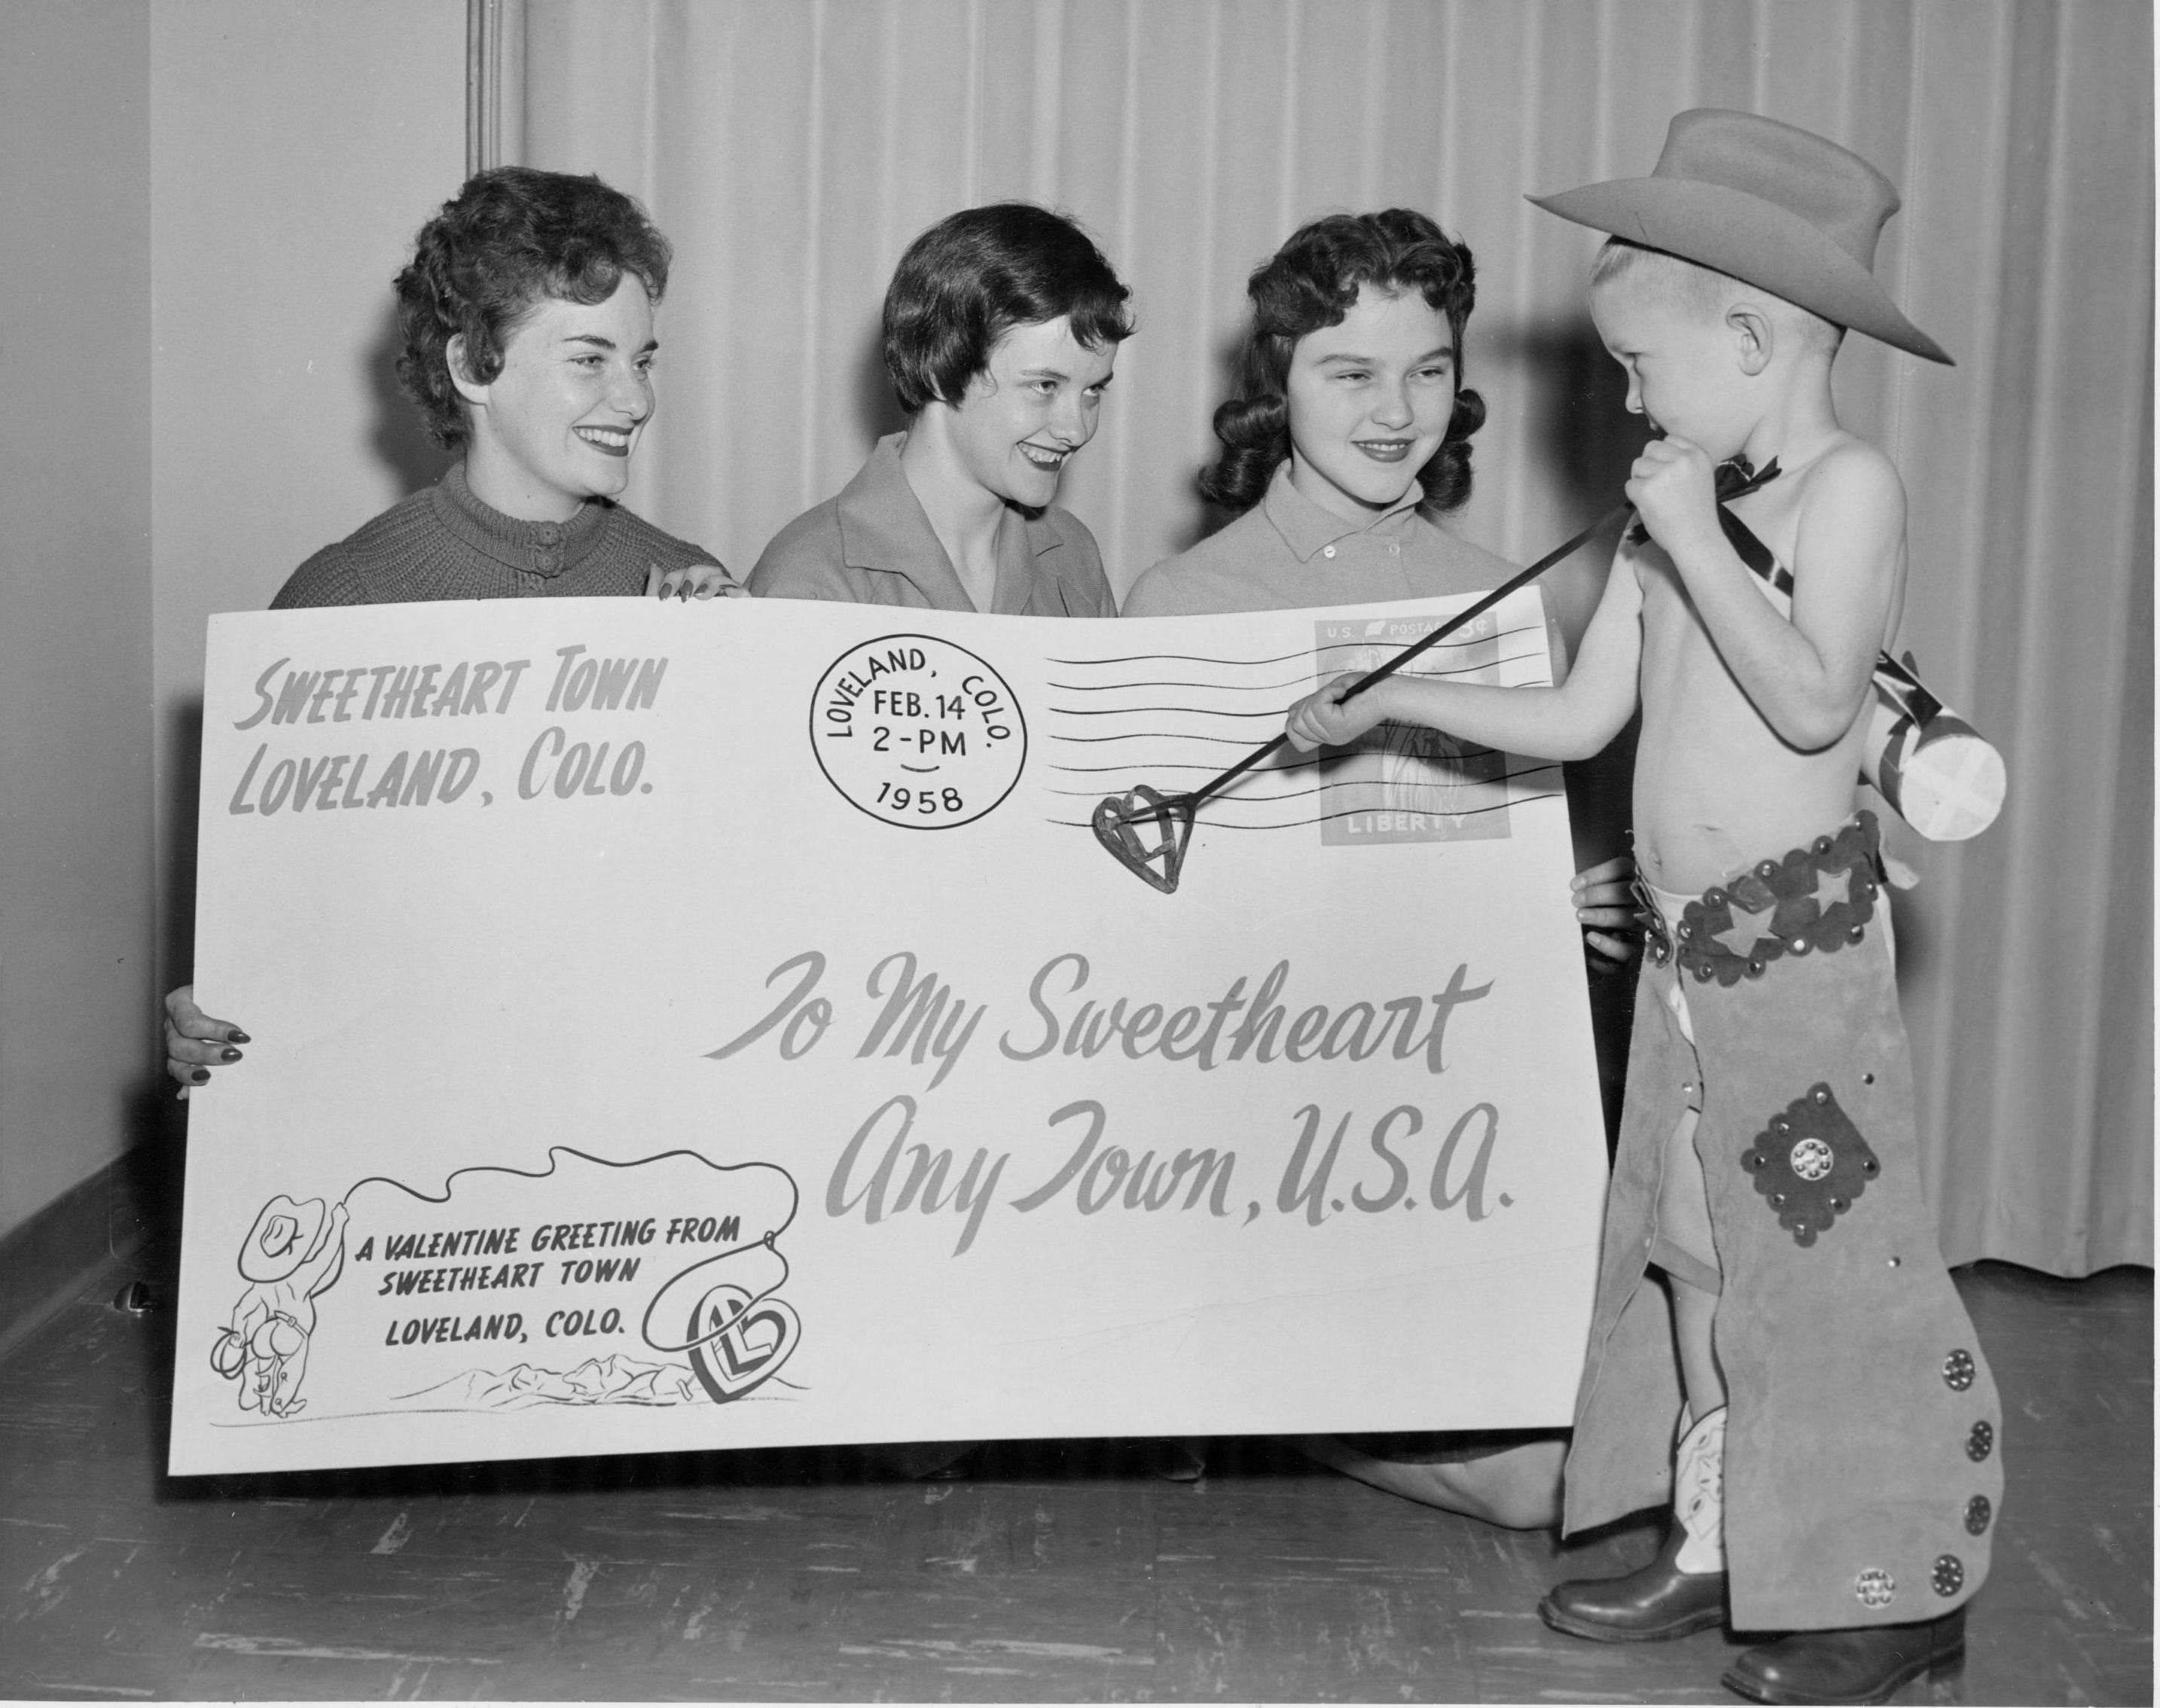 SWEETHEART TOWN
LOVELAND, COLO.
LOVELAND, COLO.
FEB. 14
2-PM
1958
U.S. POSTAGE 3¢
LIBERTY
To My Sweetheart
Any Town, U.S.A.
A VALENTINE GREETING FROM
SWEETHEART TOWN
LOVELAND, COLO.
L